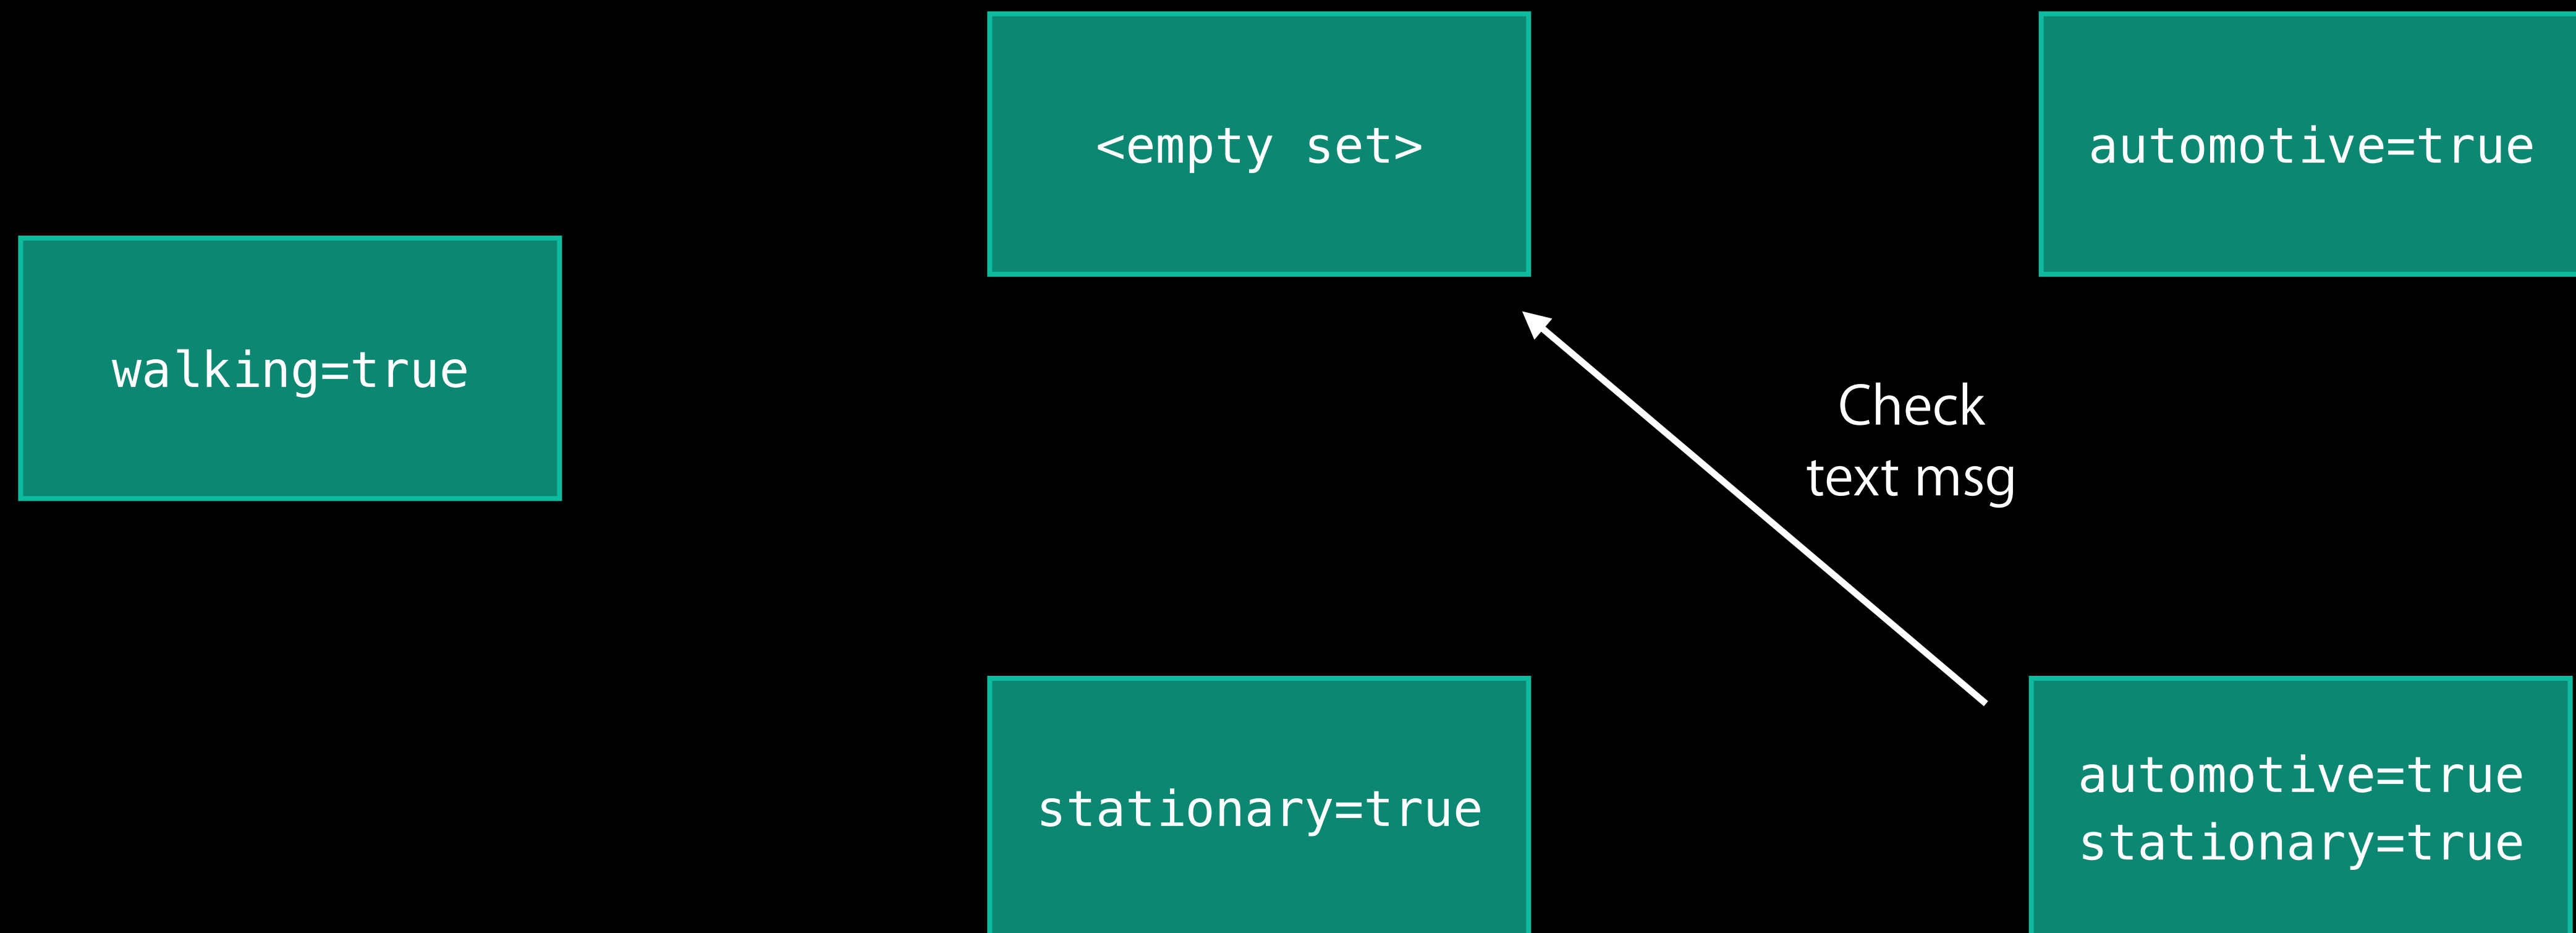 <empty set>
automotive=true
walking=true
Check
text msg
stationary=true
automotive=true
stationary=true